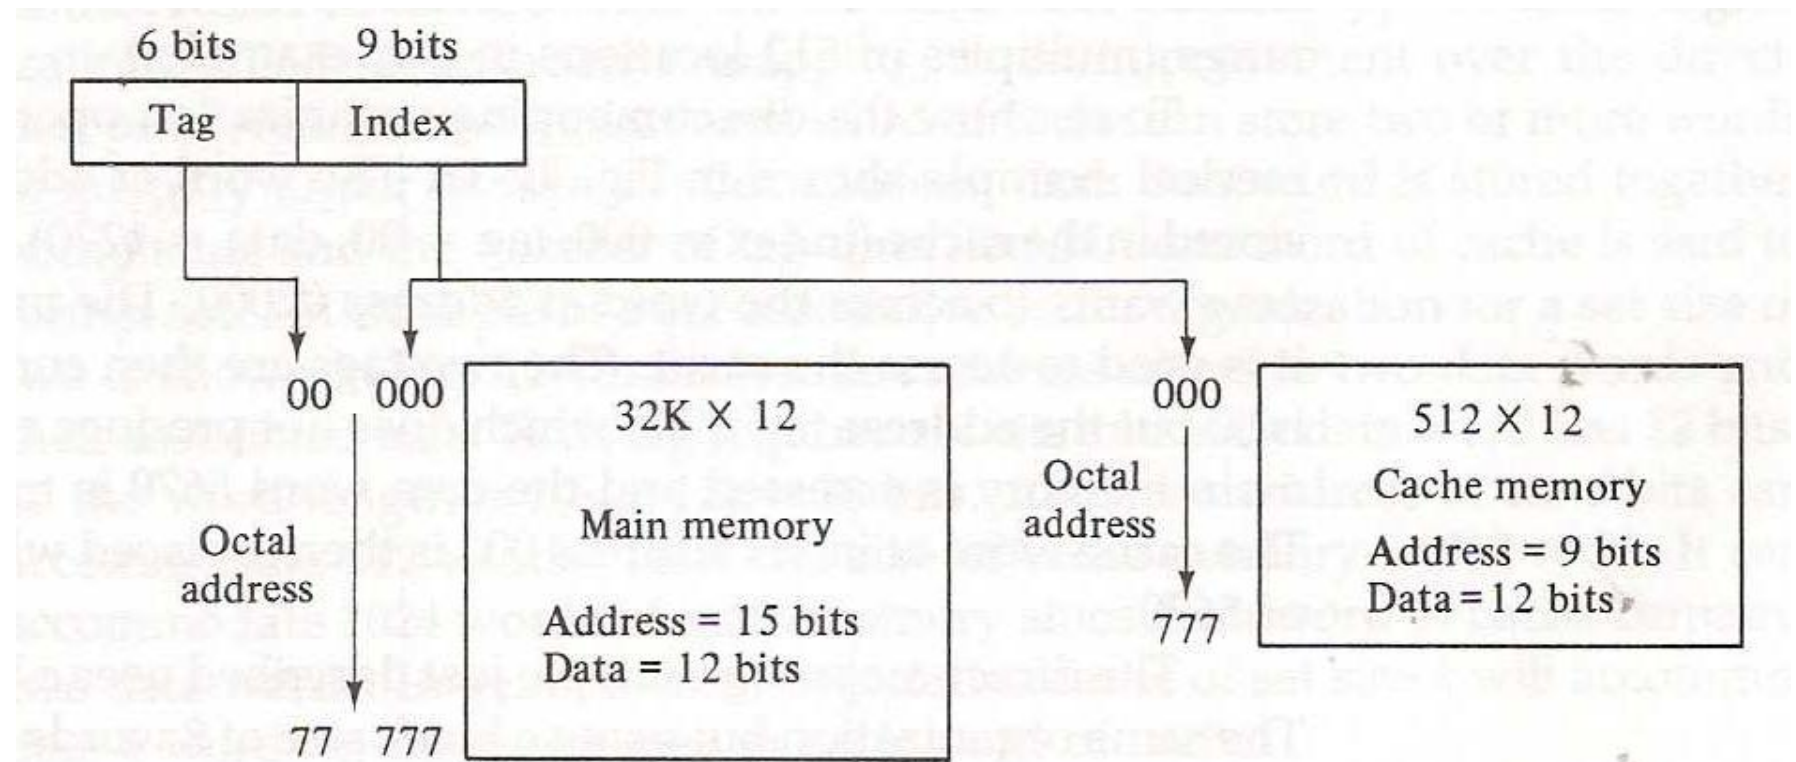 6 bits 9 bits
Tag Index
00 000
32K × 12
Main memory
Address = 15 bits
Data = 12 bits
Octal
address
77 777
000
Octal
address
777
512 × 12
Cache memory
Address = 9 bits
Data = 12 bits